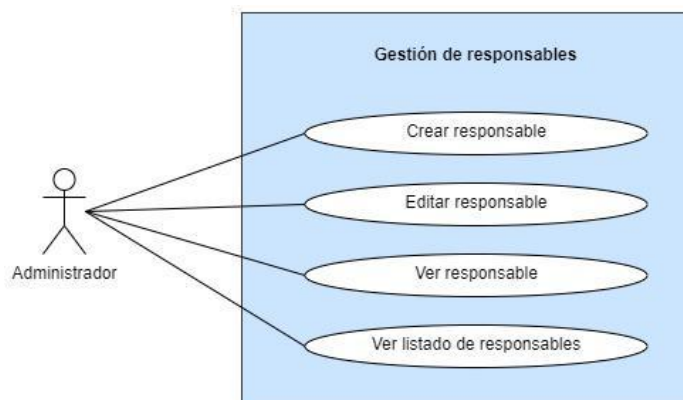 Gestión de responsables
Crear responsable
Editar responsable
Ver responsable
Administrador
Ver listado de responsables